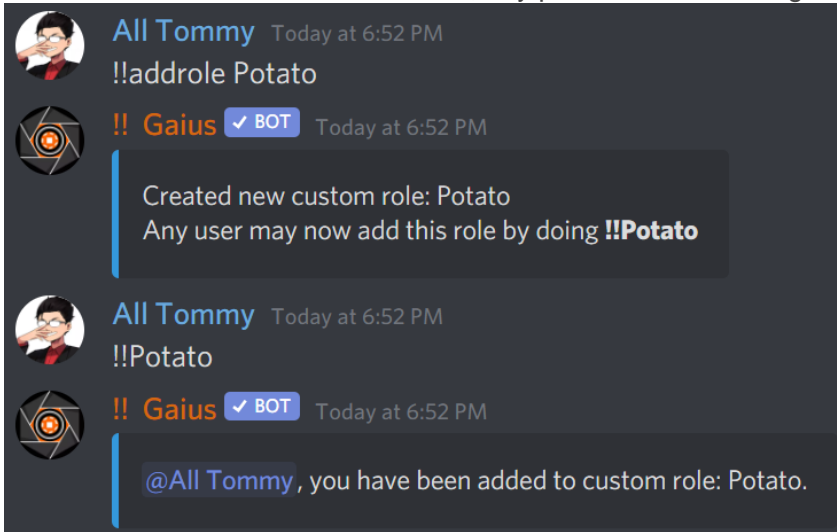 All Tommy Today at 6:52 PM
!!addrole Potato
!! Gaius ✓ BOT Today at 6:52 PM
Created new custom role: Potato
Any user may now add this role by doing !!Potato
All Tommy Today at 6:52 PM
!!Potato
!! Gaius ✓ BOT Today at 6:52 PM
@All Tommy, you have been added to custom role: Potato.